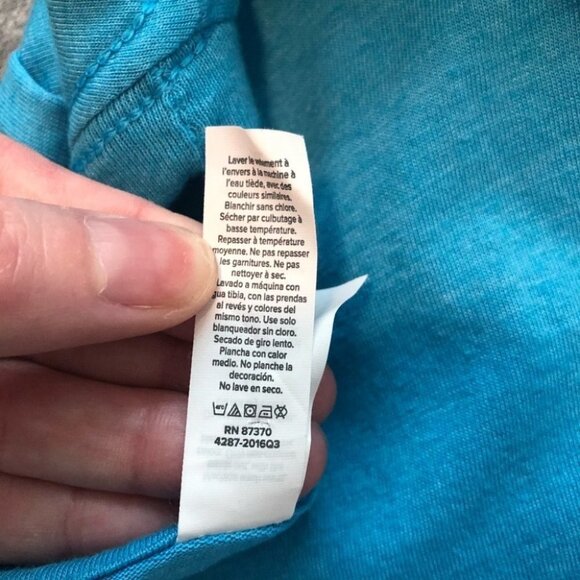 Laver le vêtement à
l'envers à la machine à
l'eau tiède, avec des
couleurs similaires.
Blanchir sans chlore.
Sécher par culbutage à
basse température.
Repasser à température
moyenne. Ne pas repasser
les garnitures. Ne pas
nettoyer à sec.
Lavado a máquina con
gua tibia, con las prendas
al revés y colores del
mismo tono. Use solo
blanqueador sin cloro.
Secado de giro lento.
Plancha con calor
medio. No planche la
decoración.
No lave en seco.
RN 87370
4287-2016Q3